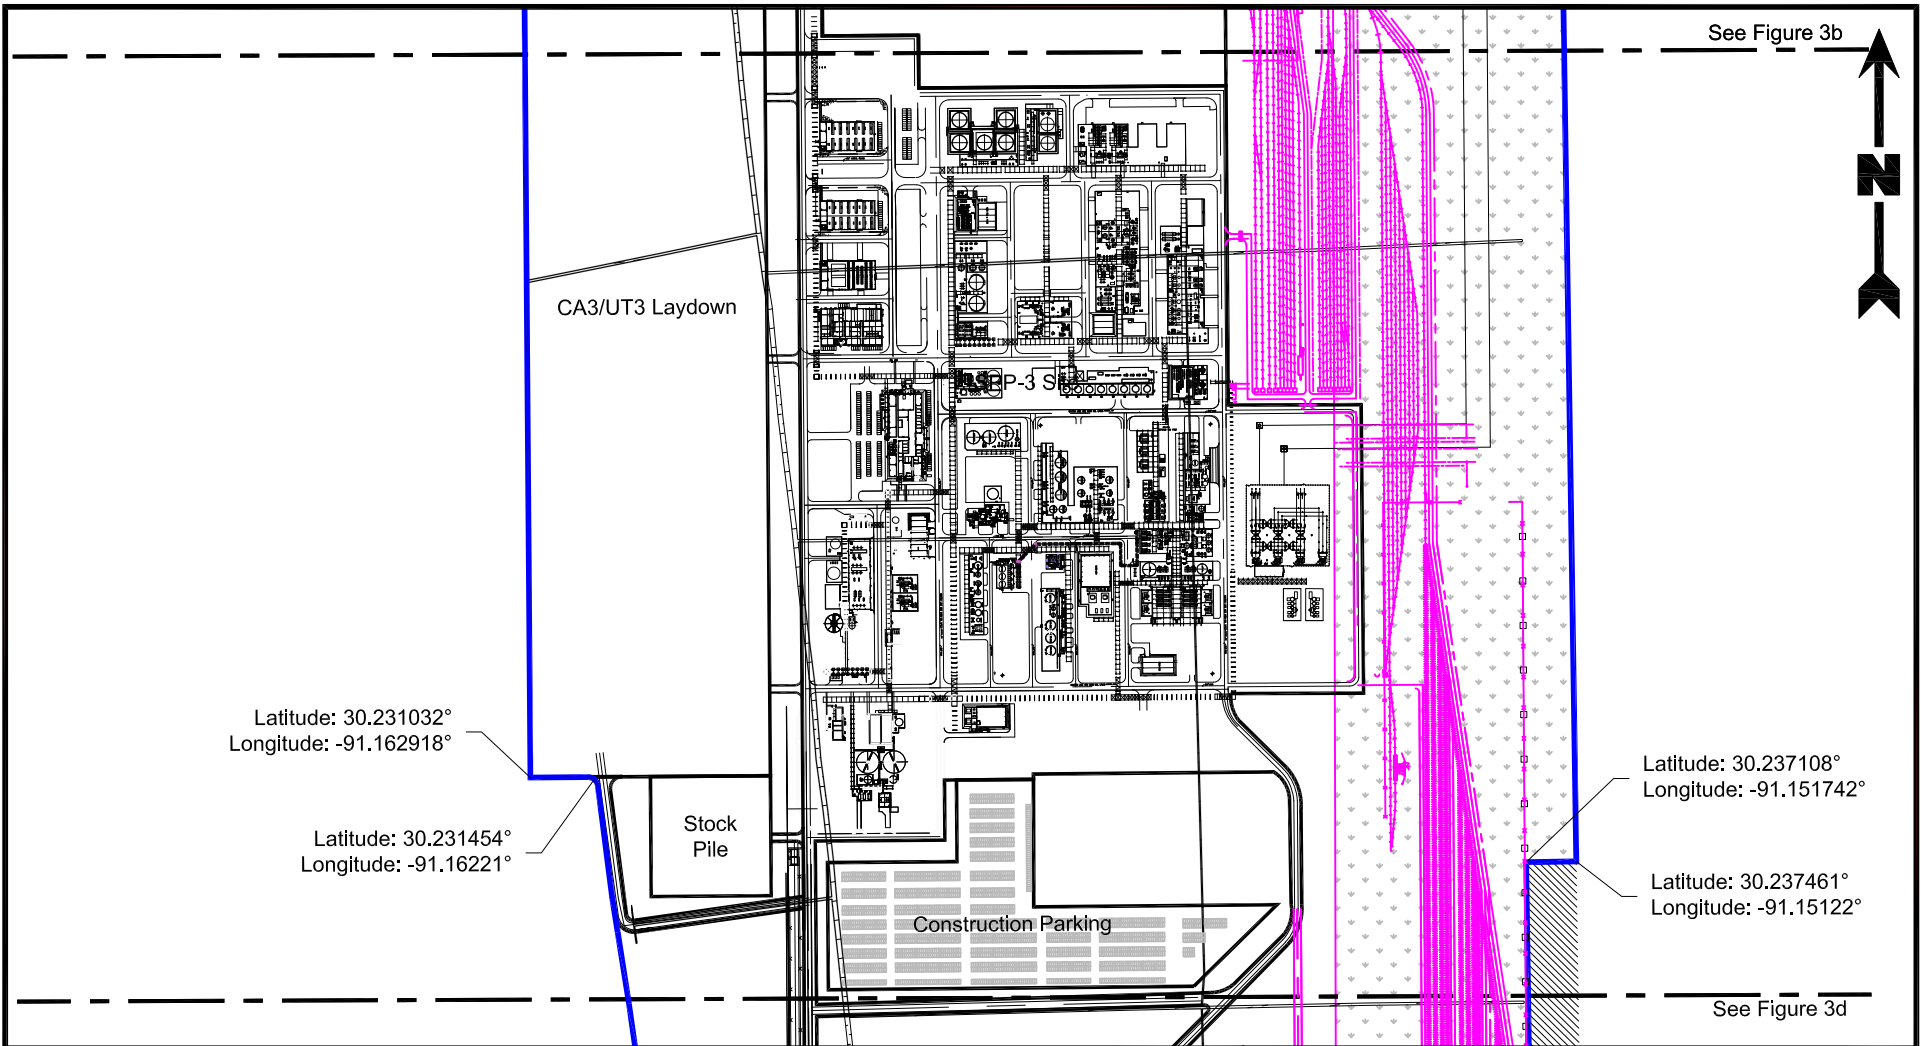 See Figure 3b
N
CA3/UT3 Laydown
Latitude: 30.231032°
Longitude: -91.162918°
Latitude: 30.231454°
Longitude: -91.16221°
Stock
Pile
Latitude: 30.237108°
Longitude: -91.151742°
Latitude: 30.237461°
Longitude: -91.15122°
Construction Parking
See Figure 3d